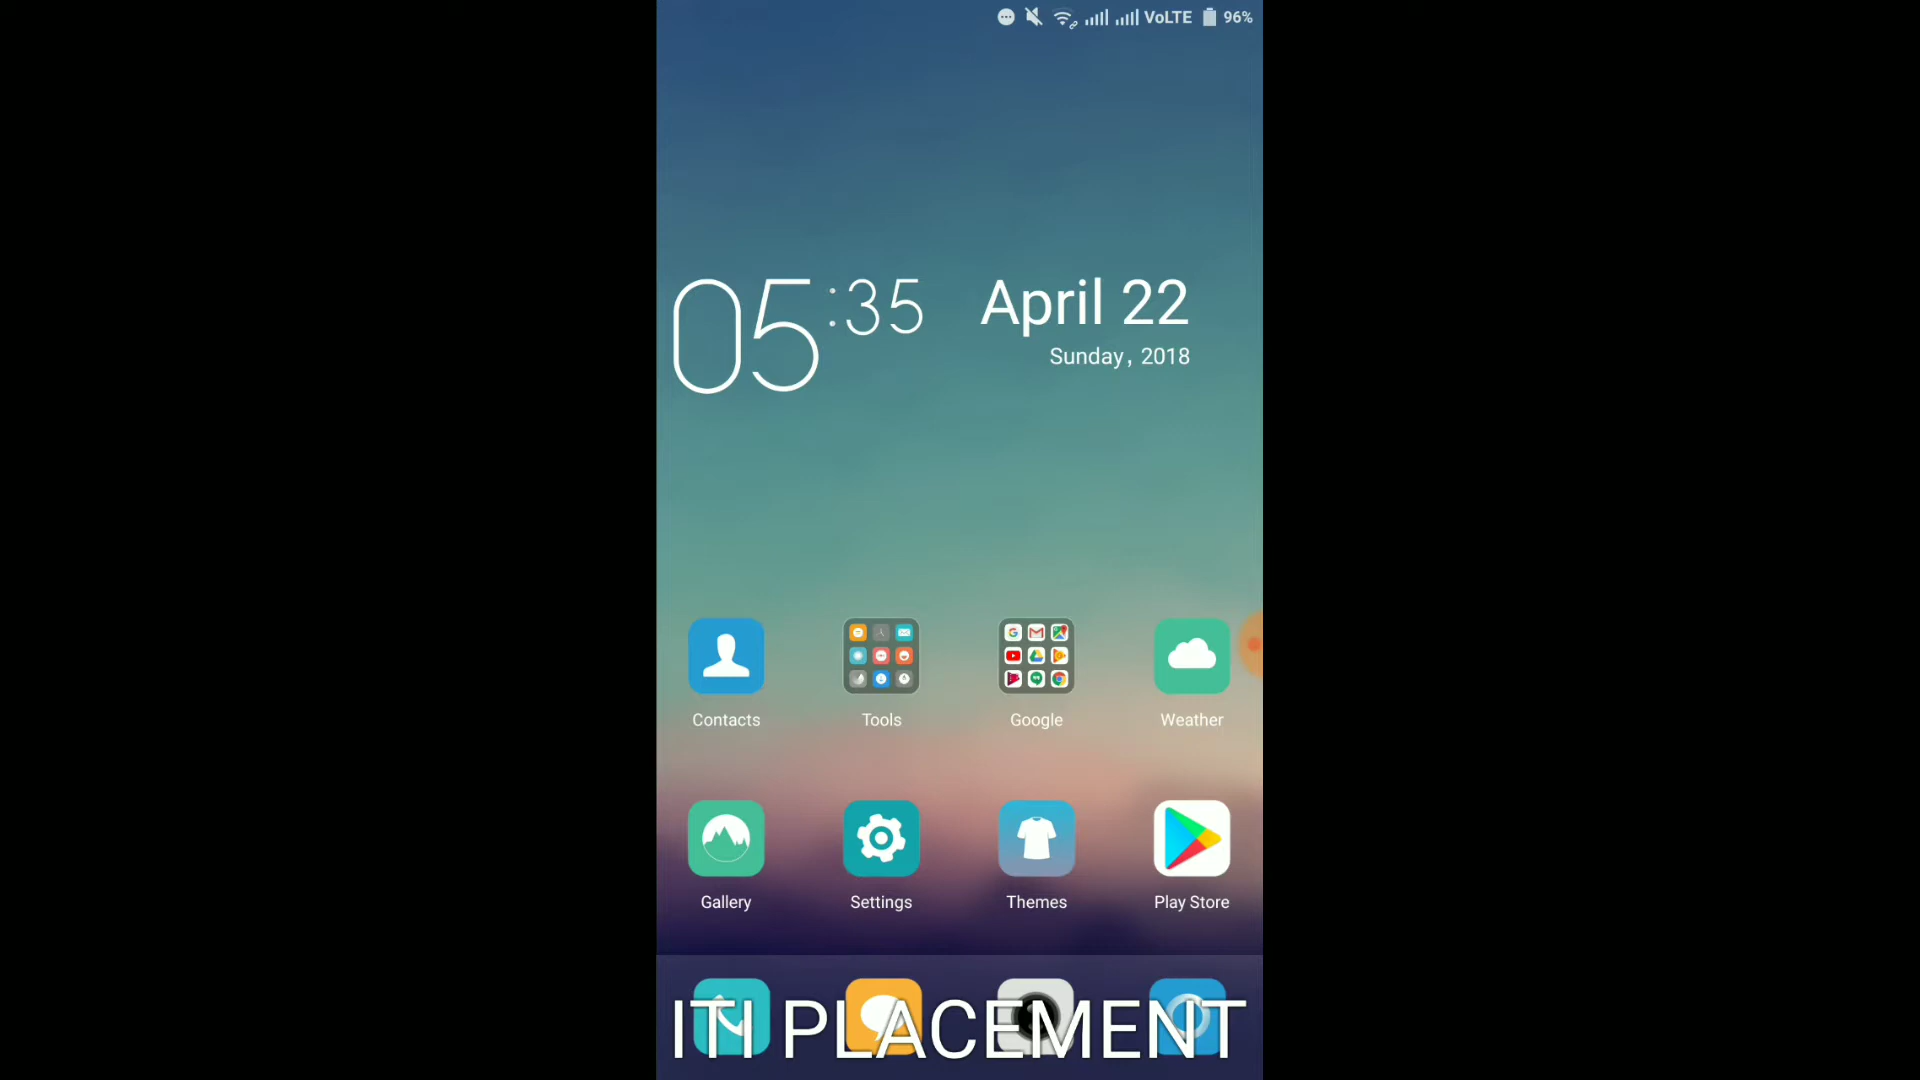 VoLTE 96%
05:35
April 22
Sunday, 2018
Contacts
Tools
Google
Weather
Gallery
Settings
Themes
Play Store
ITI PLACEMENT